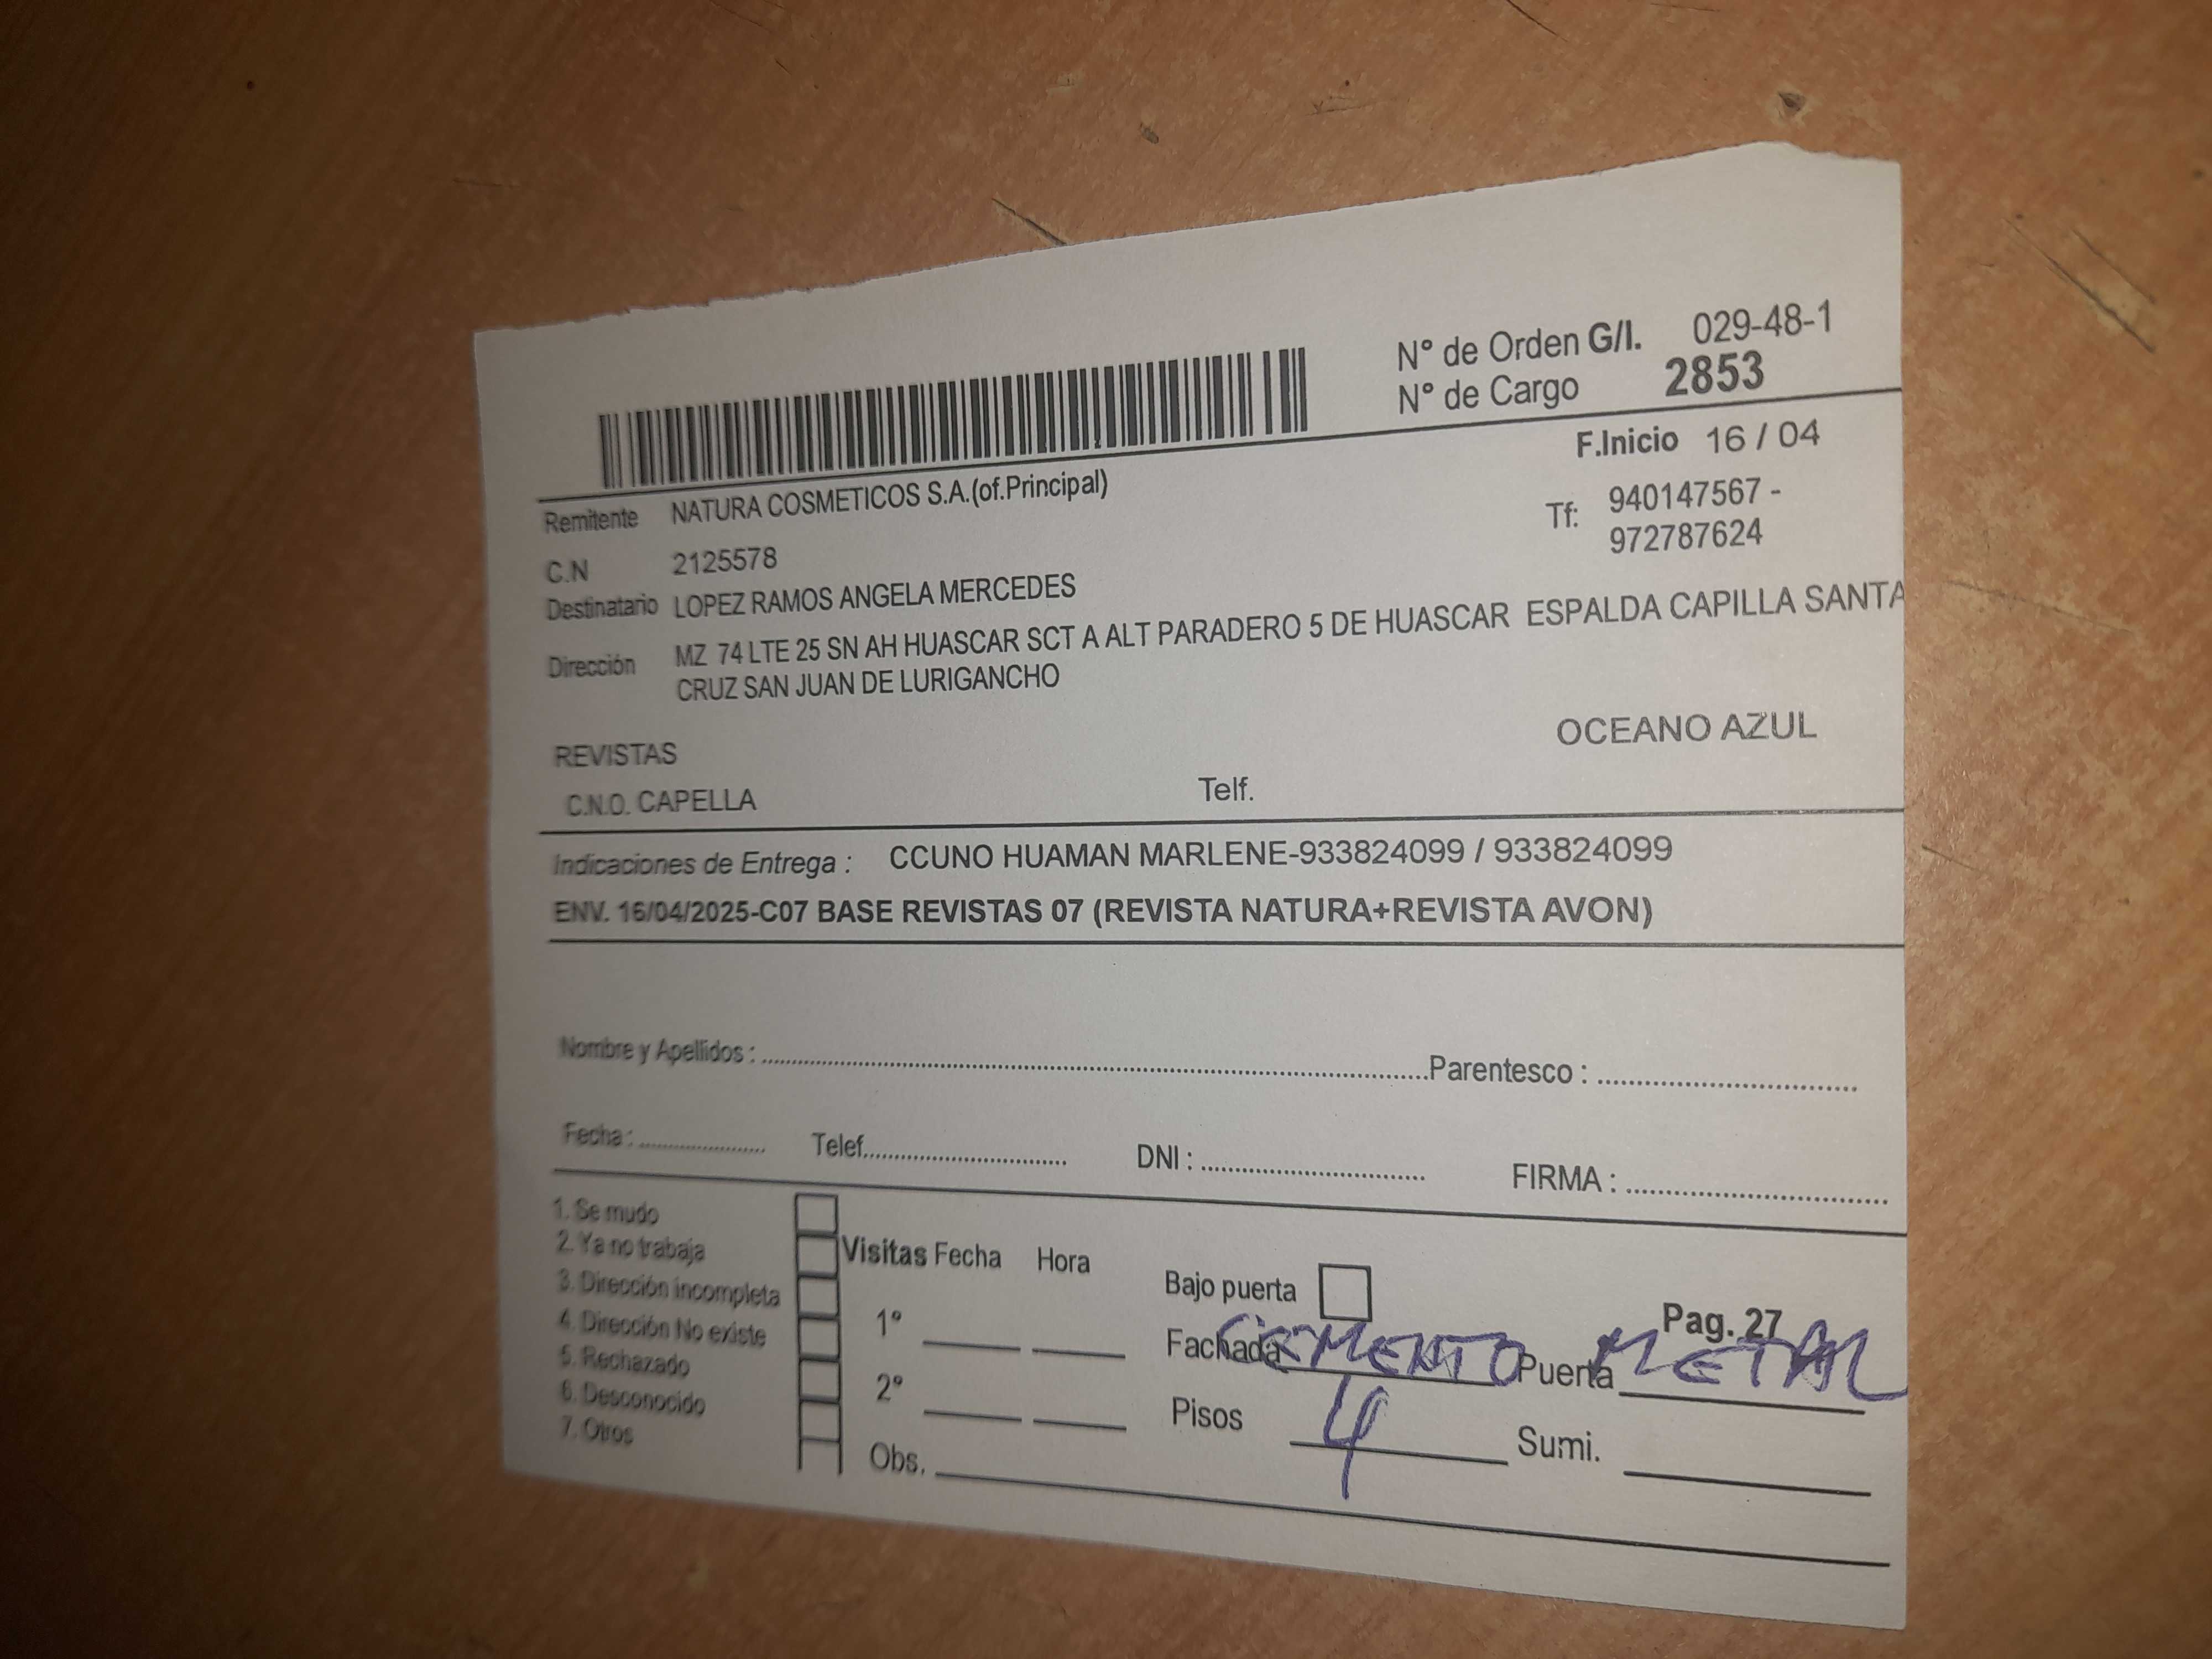 N° de Orden G/I. 029-48-1
N° de Cargo 2853
F.Inicio 16 / 04
Remitente NATURA COSMETICOS S.A.(of.Principal)
Tf: 940147567 -
972787624
C.N 2125578
Destinatario LOPEZ RAMOS ANGELA MERCEDES
Dirección MZ 74 LTE 25 SN AH HUASCAR SCT A ALT PARADERO 5 DE HUASCAR ESPALDA CAPILLA SANTA
CRUZ SAN JUAN DE LURIGANCHO
OCEANO AZUL
REVISTAS
C.N.O. CAPELLA Telf.
Indicaciones de Entrega : CCUNO HUAMAN MARLENE-933824099 / 933824099
ENV. 16/04/2025-C07 BASE REVISTAS 07 (REVISTA NATURA+REVISTA AVON)
Nombre y Apellidos : Parentesco :
Fecha : Telef. DNI : FIRMA :
1. Se mudo
2. Ya no trabaja
3. Dirección incompleta
4. Dirección No existe
5. Rechazado
6. Desconocido
7. Otros
Visitas Fecha Hora
1°
2°
Obs.
Bajo puerta
Pag. 27
Fachada CEMENTO Puerta METAL
Pisos 4 Sumi.